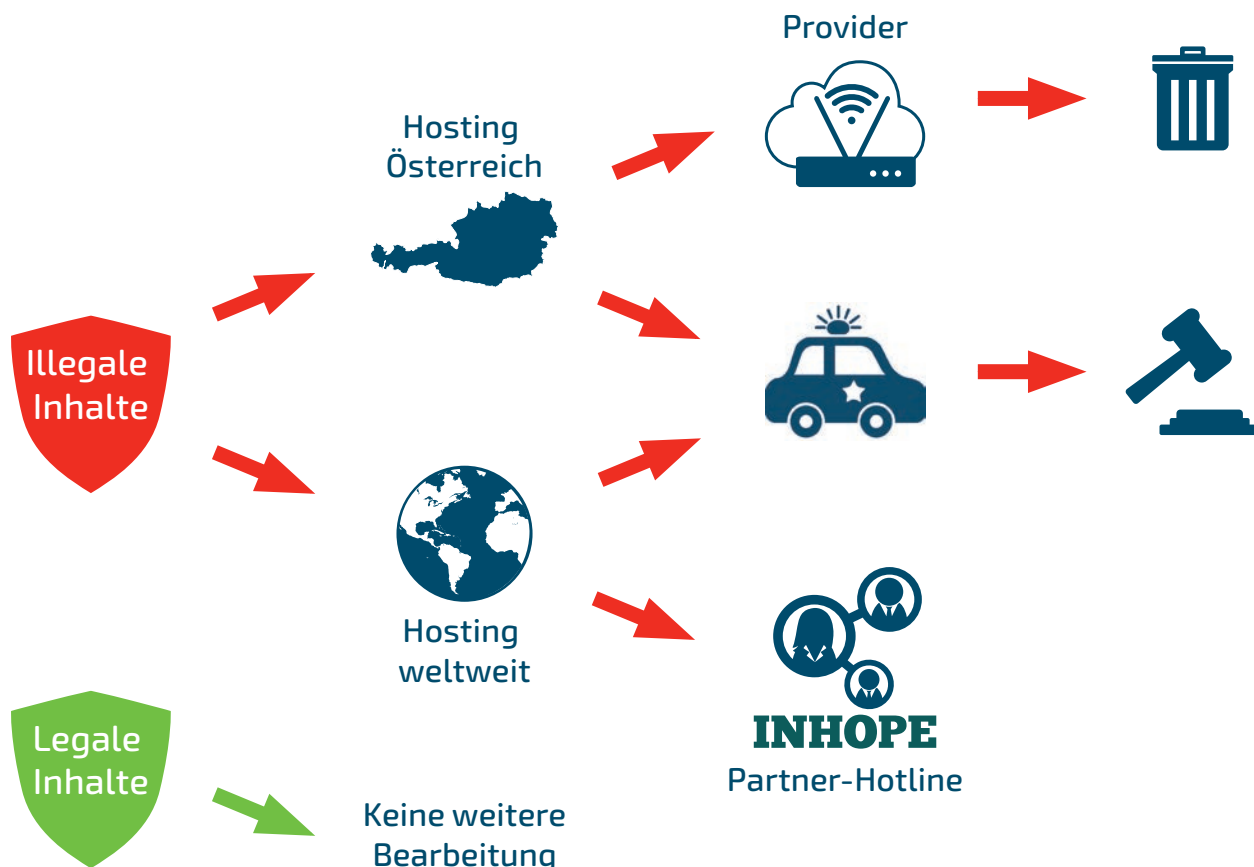 Provider
Hosting
Österreich
Illegale
Inhalte
Hosting
weltweit
INHOPE
Partner-Hotline
Legale
Inhalte
Keine weitere
Bearbeitung